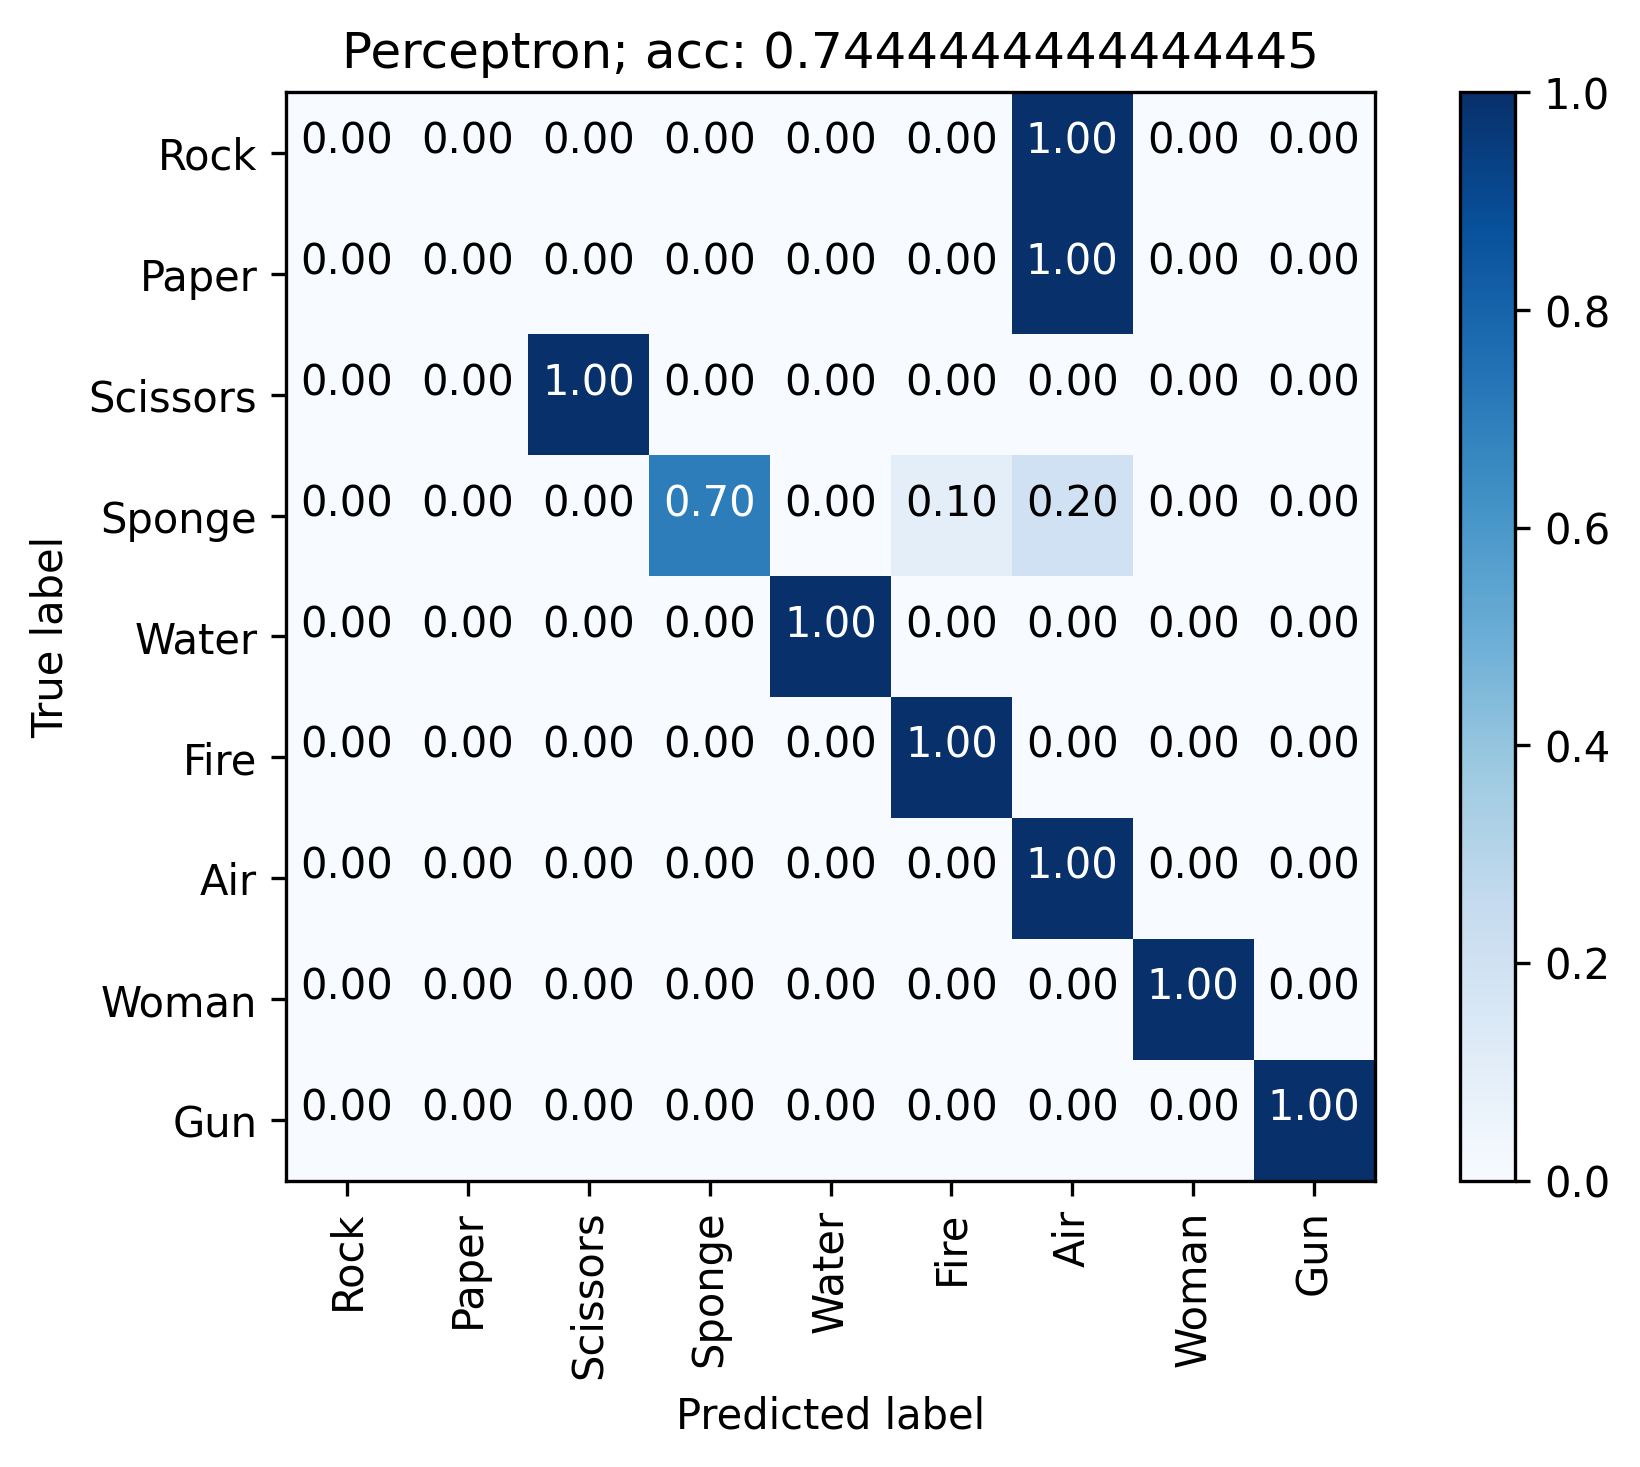 Perceptron; acc: 0.7444444444444445
Rock 0.00 0.00 0.00 0.00 0.00 0.00 1.00 0.00 0.00
Paper 0.00 0.00 0.00 0.00 0.00 0.00 1.00 0.00 0.00
Scissors 0.00 0.00 1.00 0.00 0.00 0.00 0.00 0.00 0.00
Sponge 0.00 0.00 0.00 0.70 0.00 0.10 0.20 0.00 0.00
Water 0.00 0.00 0.00 0.00 1.00 0.00 0.00 0.00 0.00
Fire 0.00 0.00 0.00 0.00 0.00 1.00 0.00 0.00 0.00
Air 0.00 0.00 0.00 0.00 0.00 0.00 1.00 0.00 0.00
Woman 0.00 0.00 0.00 0.00 0.00 0.00 0.00 1.00 0.00
Gun 0.00 0.00 0.00 0.00 0.00 0.00 0.00 0.00 1.00
True label
Rock Paper Scissors Sponge Water Fire Air Woman Gun
Predicted label
1.0
0.8
0.6
0.4
0.2
0.0